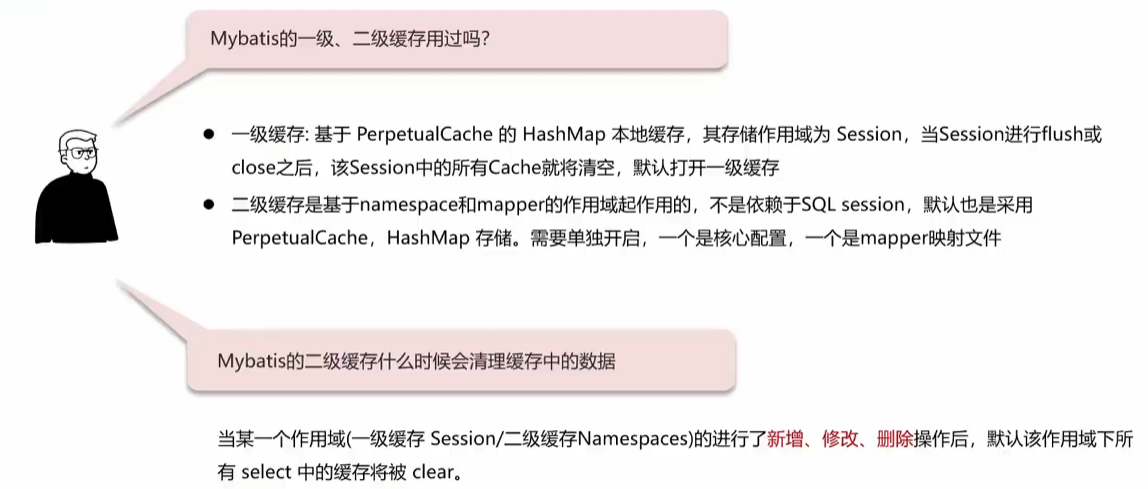 Mybatis的一级、二级缓存用过吗？
● 一级缓存: 基于 PerpetualCache 的 HashMap 本地缓存，其存储作用域为 Session，当Session进行flush或
close之后，该Session中的所有Cache就将清空，默认打开一级缓存
● 二级缓存是基于namespace和mapper的作用域起作用的，不是依赖于SQL session，默认也是采用
PerpetualCache，HashMap 存储。需要单独开启，一个是核心配置，一个是mapper映射文件
Mybatis的二级缓存什么时候会清理缓存中的数据
当某一个作用域(一级缓存 Session/二级缓存Namespaces)的进行了新增、修改、删除操作后，默认该作用域下所
有 select 中的缓存将被 clear。